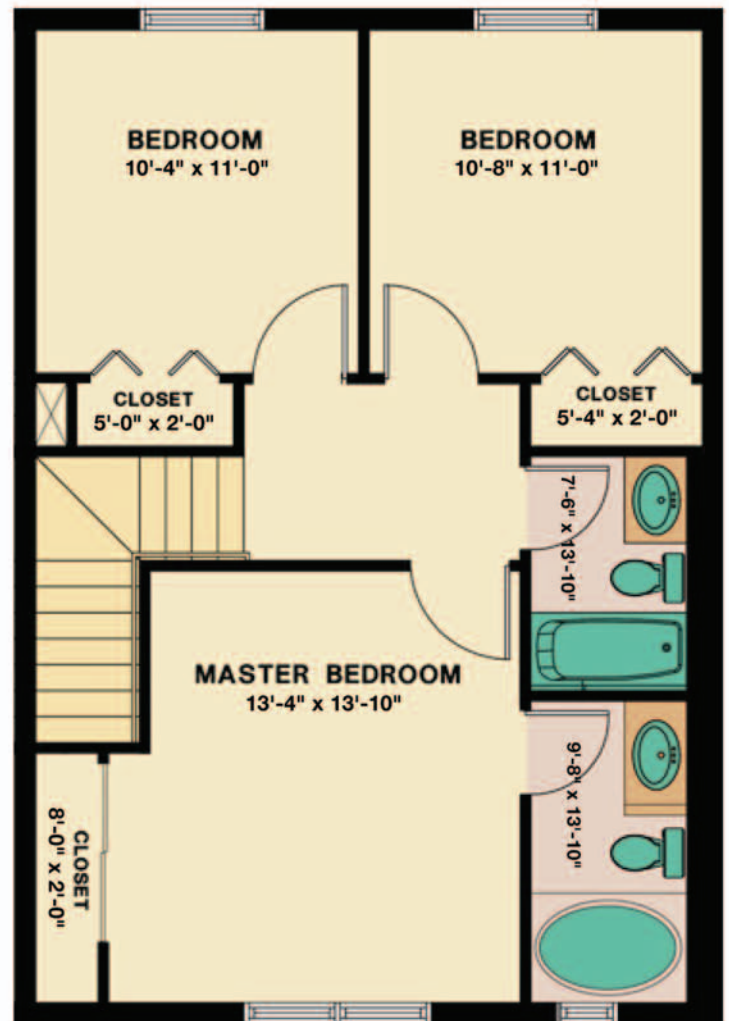 BEDROOM
10'-4" x 11'-0"
BEDROOM
10'-8" x 11'-0"
CLOSET
5'-0" x 2'-0"
CLOSET
5'-4" x 2'-0"
7'-6" x 13'-10"
MASTER BEDROOM
13'-4" x 13'-10"
9'-8" x 13'-10"
CLOSET
8'-0" x 2'-0"